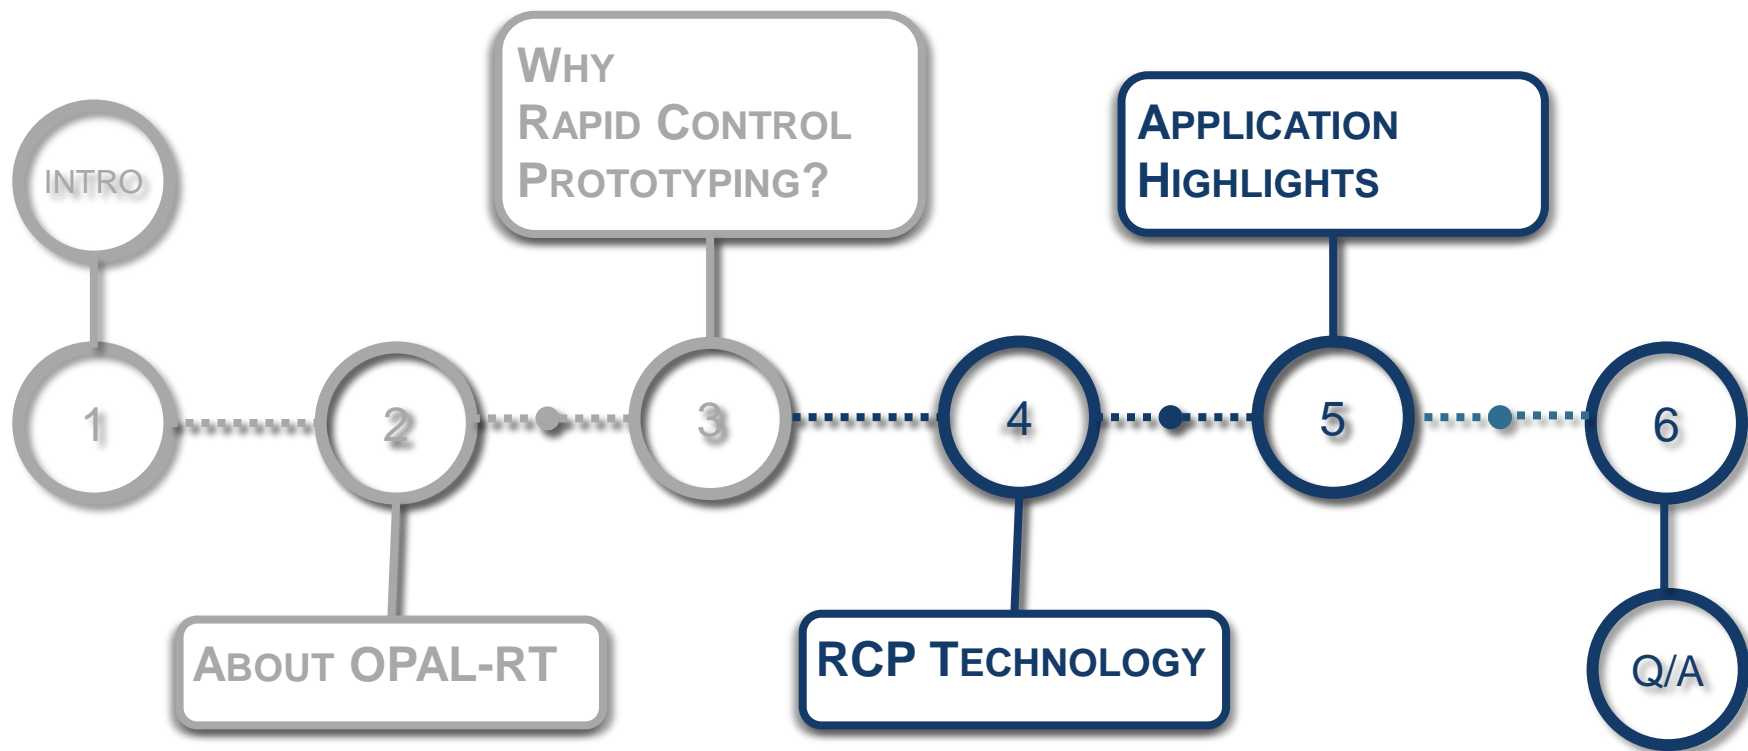 INTRO
1
ABOUT OPAL-RT
2
WHY
RAPID CONTROL
PROTOTYPING?
3
4
RCP TECHNOLOGY
APPLICATION
HIGHLIGHTS
5
6
Q/A